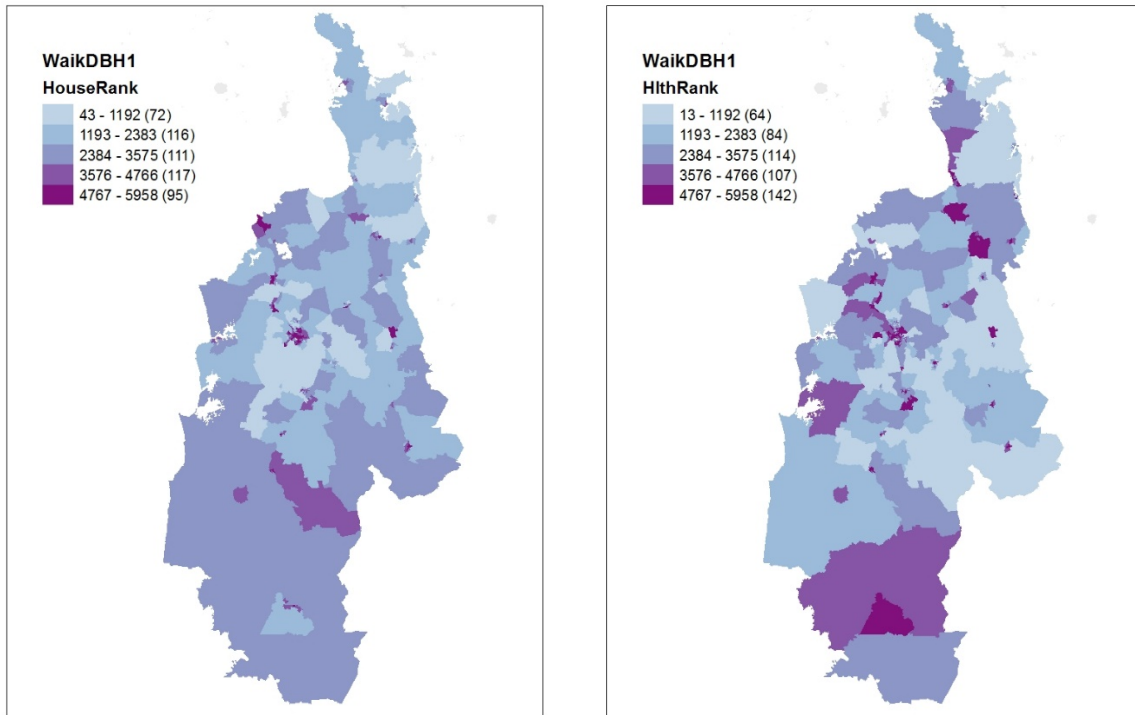 WaikDBH1
HouseRank
43 - 1192 (72)
1193 - 2383 (116)
2384 - 3575 (111)
3576 - 4766 (117)
4767 - 5958 (95)
WaikDBH1
HlthRank
13 - 1192 (64)
1193 - 2383 (84)
2384 - 3575 (114)
3576 - 4766 (107)
4767 - 5958 (142)